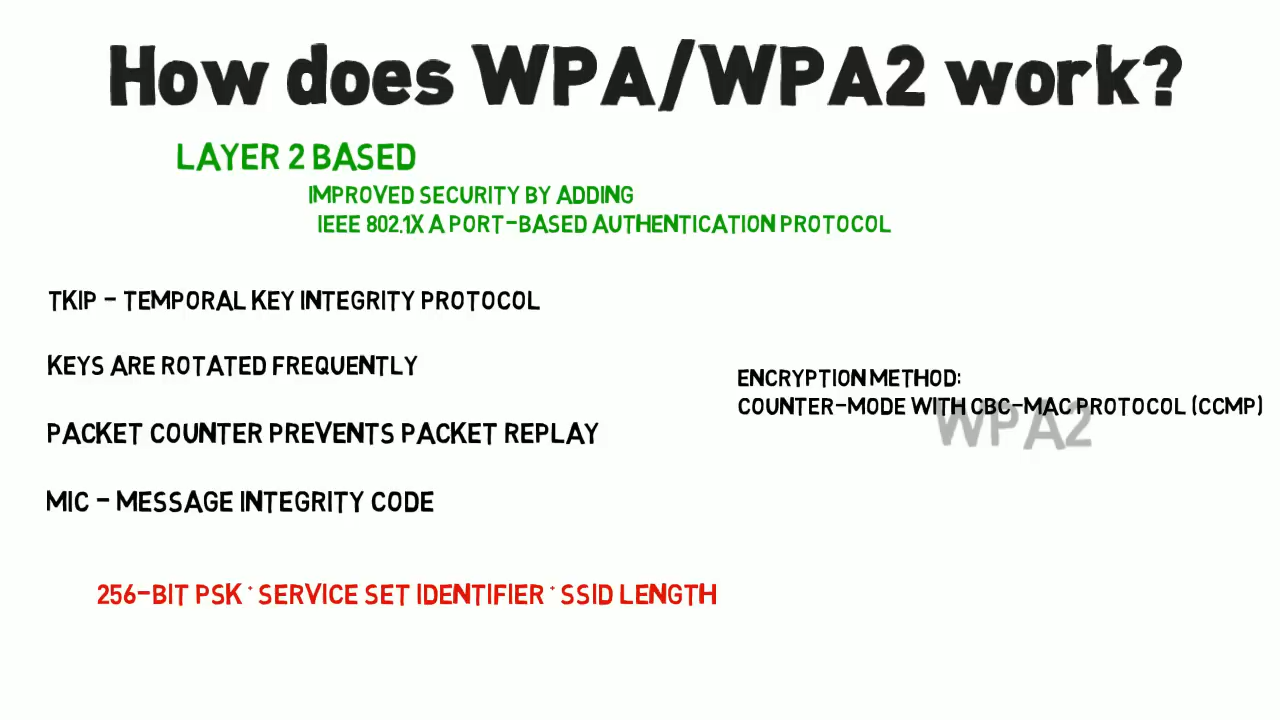 How does WPA/WPA2 work?
LAYER 2 BASED
IMPROVED SECURITY BY ADDING
IEEE 802.1X A PORT-BASED AUTHENTICATION PROTOCOL
TKIP - TEMPORAL KEY INTEGRITY PROTOCOL
KEYS ARE ROTATED FREQUENTLY
PACKET COUNTER PREVENTS PACKET REPLAY
MIC - MESSAGE INTEGRITY CODE
256-BIT PSK * SERVICE SET IDENTIFIER * SSID LENGTH
ENCRYPTION METHOD:
COUNTER-MODE WITH CBC-MAC PROTOCOL (CCMP)
WPA2